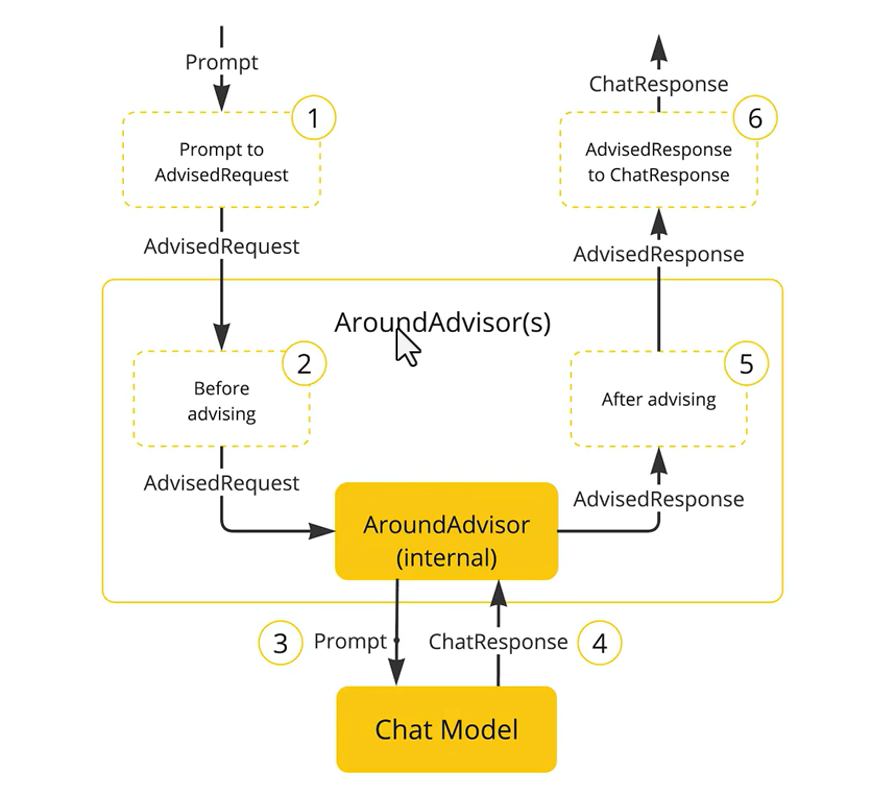 Prompt
1
Prompt to
AdvisedRequest
AdvisedRequest
ChatResponse
6
AdvisedResponse
to ChatResponse
AdvisedResponse
AroundAdvisor(s)
2
Before
advising
AdvisedRequest
5
After advising
AdvisedResponse
AroundAdvisor
(internal)
3
Prompt
ChatResponse
4
Chat Model